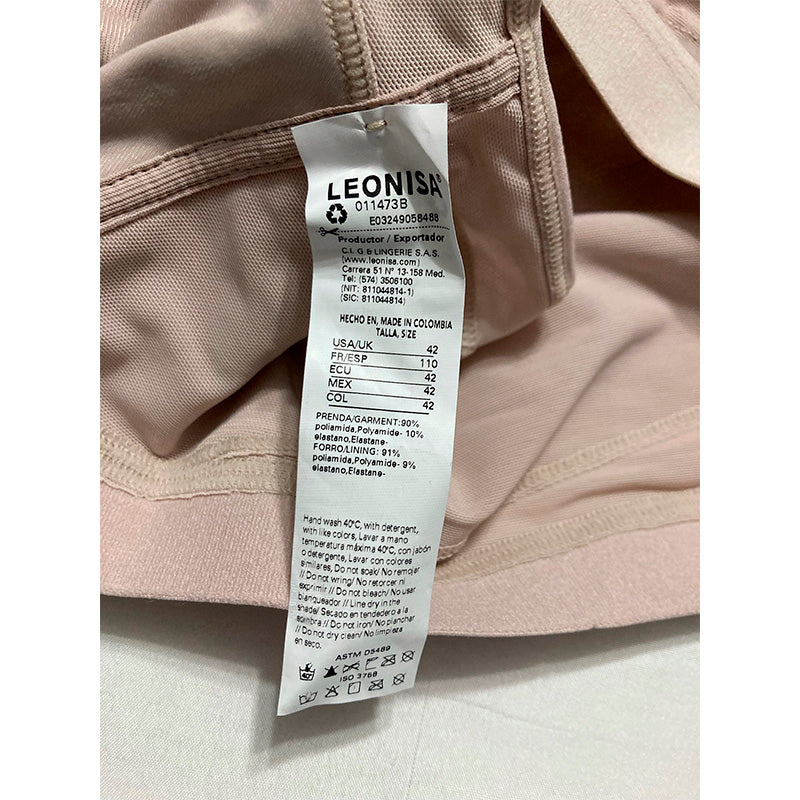 LEONISA®
011473B
E03249058488
Productor / Exportador
C.I. G & LINGERIE S.A.S.
(www.leonisa.com)
Carrera 51 Nº 13-158 Med.
Tel: (574) 3506100
(NIT: 811044814-1)
(SIC: 811044814)
HECHO EN, MADE IN COLOMBIA
TALLA, SIZE
USA/UK 42
FR/ESP 110
ECU 42
MEX 42
COL 42
PRENDA/GARMENT:90%
poliamida,Polyamide- 10%
elastano,Elastane-
FORRO/LINING: 91%
poliamida,Polyamide- 9%
elastano,Elastane-
Hand wash 40°C, with detergent,
with like colors, Lavar a mano
temperatura máxima 40°C, con jabón
o detergente, Lavar con colores
similares, Do not soak/ No remojar
// Do not wring/ No retorcer ni
exprimir // Do not bleach/ No usar
blanqueador // Line dry in the
shade/ Secado en tendedero a la
sombra // Do not iron/ No planchar
// Do not dry clean/ No limpieza
en seco.
ASTM D5489
40°
ISO 3758